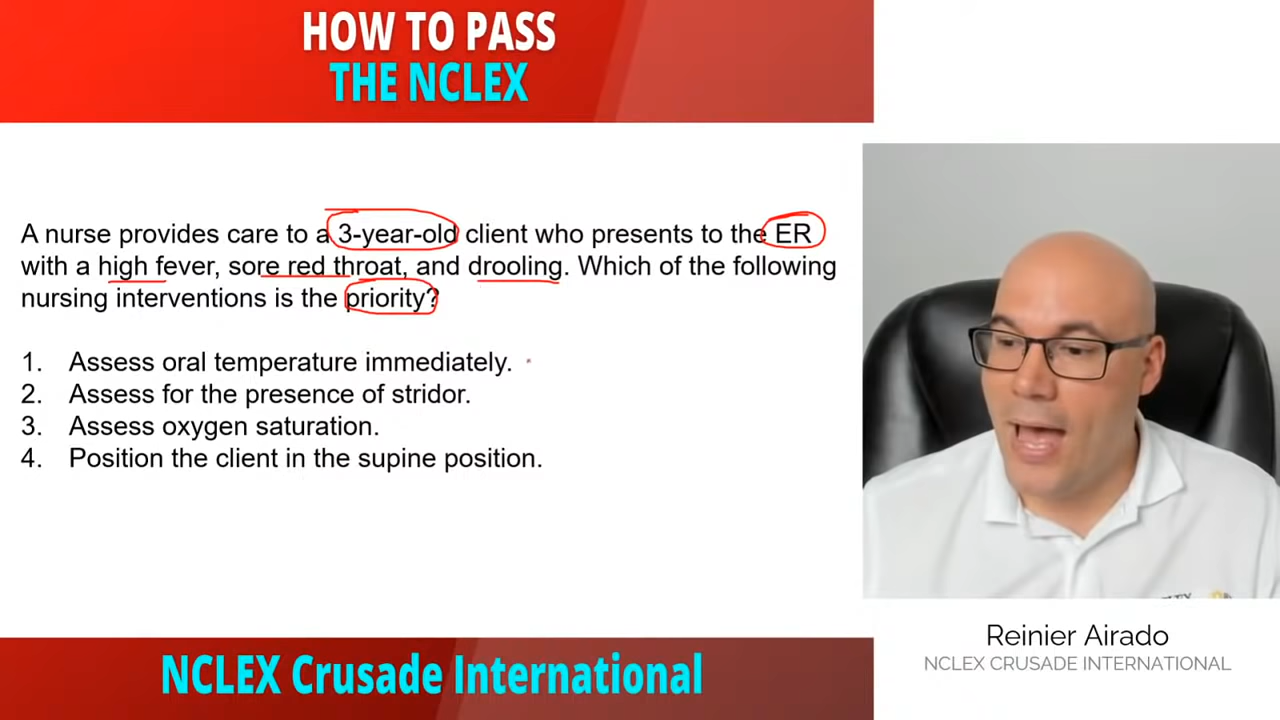 HOW TO PASS
THE NCLEX
A nurse provides care to a 3-year-old client who presents to the ER
with a high fever, sore red throat, and drooling. Which of the following
nursing interventions is the priority?
1. Assess oral temperature immediately.
2. Assess for the presence of stridor.
3. Assess oxygen saturation.
4. Position the client in the supine position.
Reinier Airado
NCLEX CRUSADE INTERNATIONAL
NCLEX Crusade International